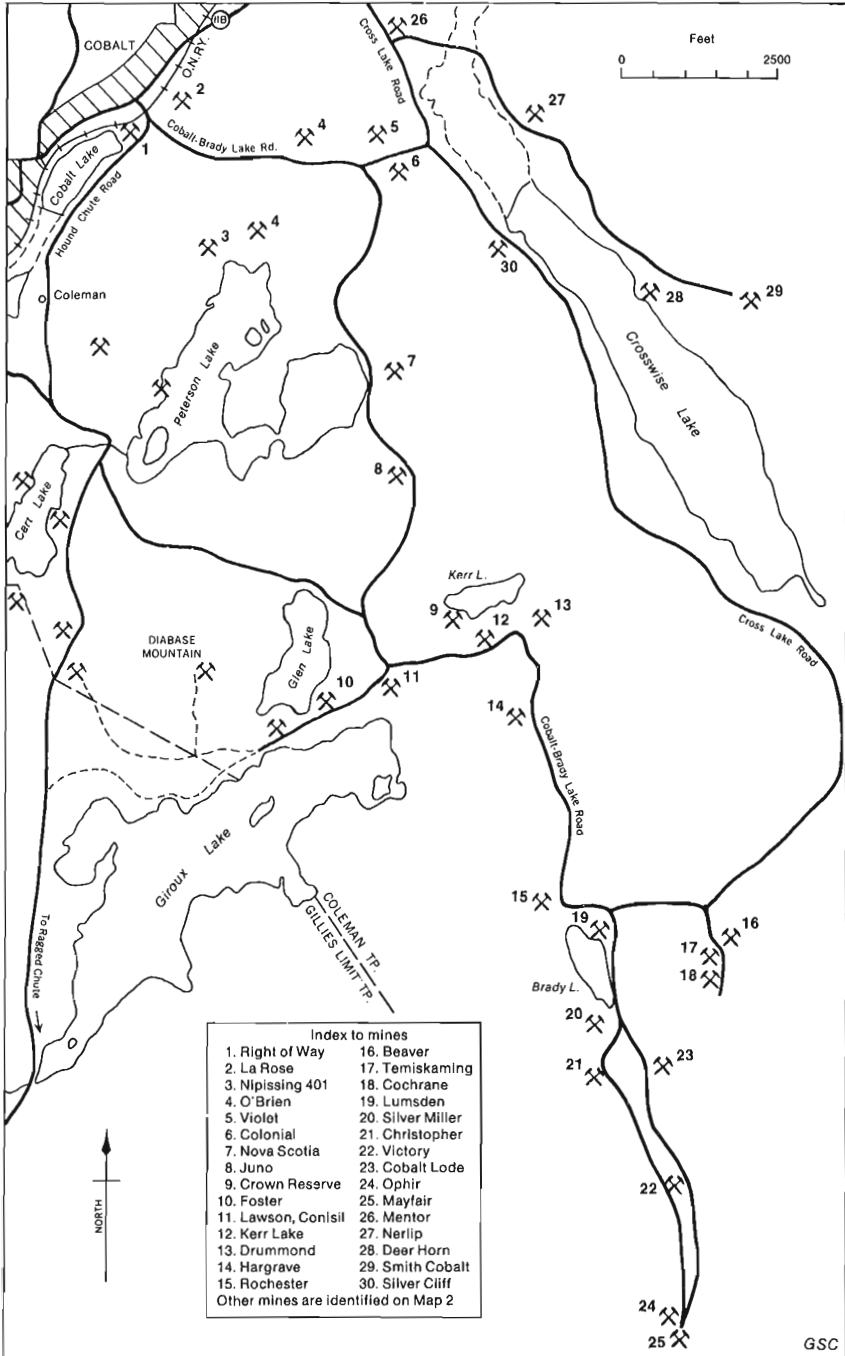 COBALT
11B
O.N.RY.
26
Cross Lake Road
Feet
0 2500
2
27
1
Cobalt-Brady Lake Rd.
4
5
6
Cobalt Lake
Hound Chute Road
3
4
30
28
29
Coleman
Peterson Lake
7
Crosswise
Lake
8
Cart Lake
Kerr L.
9
12
13
DIABASE
MOUNTAIN
Glen Lake
10
11
Cross Lake Road
14
Cobalt-Brady
Lake Road
Giroux Lake
15
19
16
17
18
COLEMAN TP.
GILLIES LIMIT TP.
To Ragged Chute
Brady L.
20
21
23
22
24
25
NORTH
Index to mines
1. Right of Way
2. La Rose
3. Nipissing 401
4. O'Brien
5. Violet
6. Colonial
7. Nova Scotia
8. Juno
9. Crown Reserve
10. Foster
11. Lawson, Conisil
12. Kerr Lake
13. Drummond
14. Hargrave
15. Rochester
16. Beaver
17. Temiskaming
18. Cochrane
19. Lumsden
20. Silver Miller
21. Christopher
22. Victory
23. Cobalt Lode
24. Ophir
25. Mayfair
26. Mentor
27. Nerlip
28. Deer Horn
29. Smith Cobalt
30. Silver Cliff
Other mines are identified on Map 2
GSC